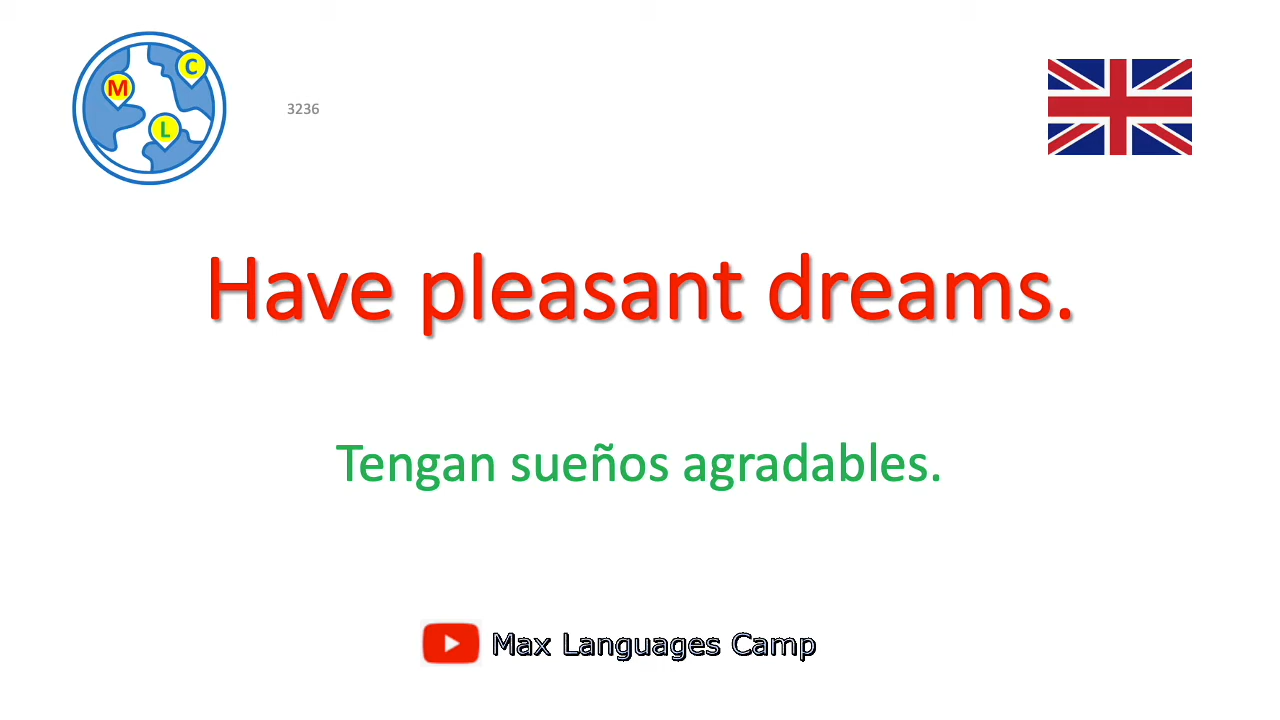 M
C
L
3236
Have pleasant dreams.
Tengan sueños agradables.
Max Languages Camp